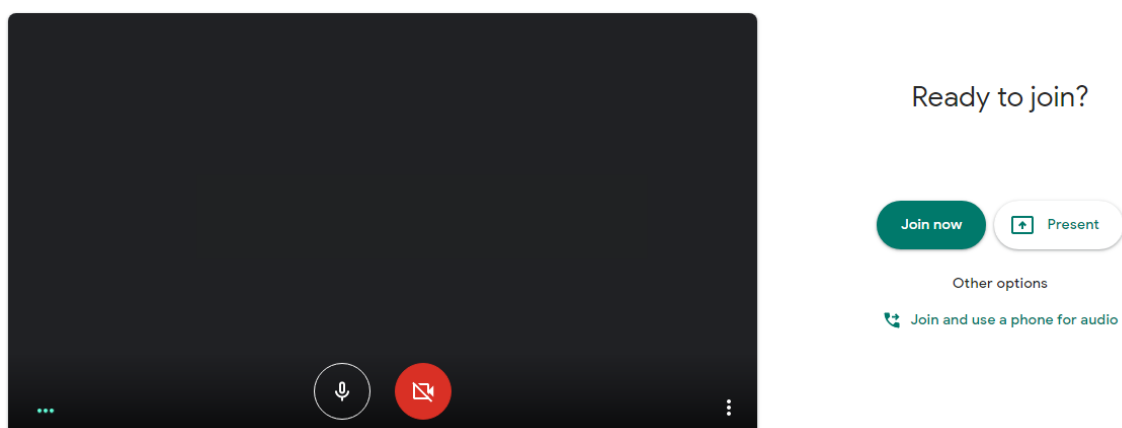 Ready to join?
Join now
Present
Other options
Join and use a phone for audio